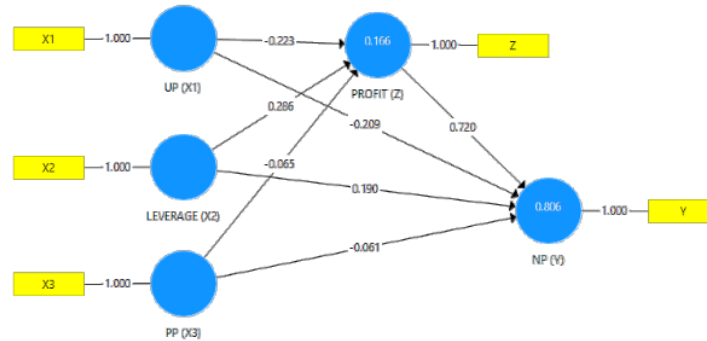 X1
1.000
UP (X1)
-0.223
0.166
PROFIT (Z)
1.000
Z
0.286
-0.209
0.720
X2
1.000
LEVERAGE (X2)
-0.065
0.190
0.806
NP (Y)
1.000
Y
-0.061
X3
1.000
PP (X3)